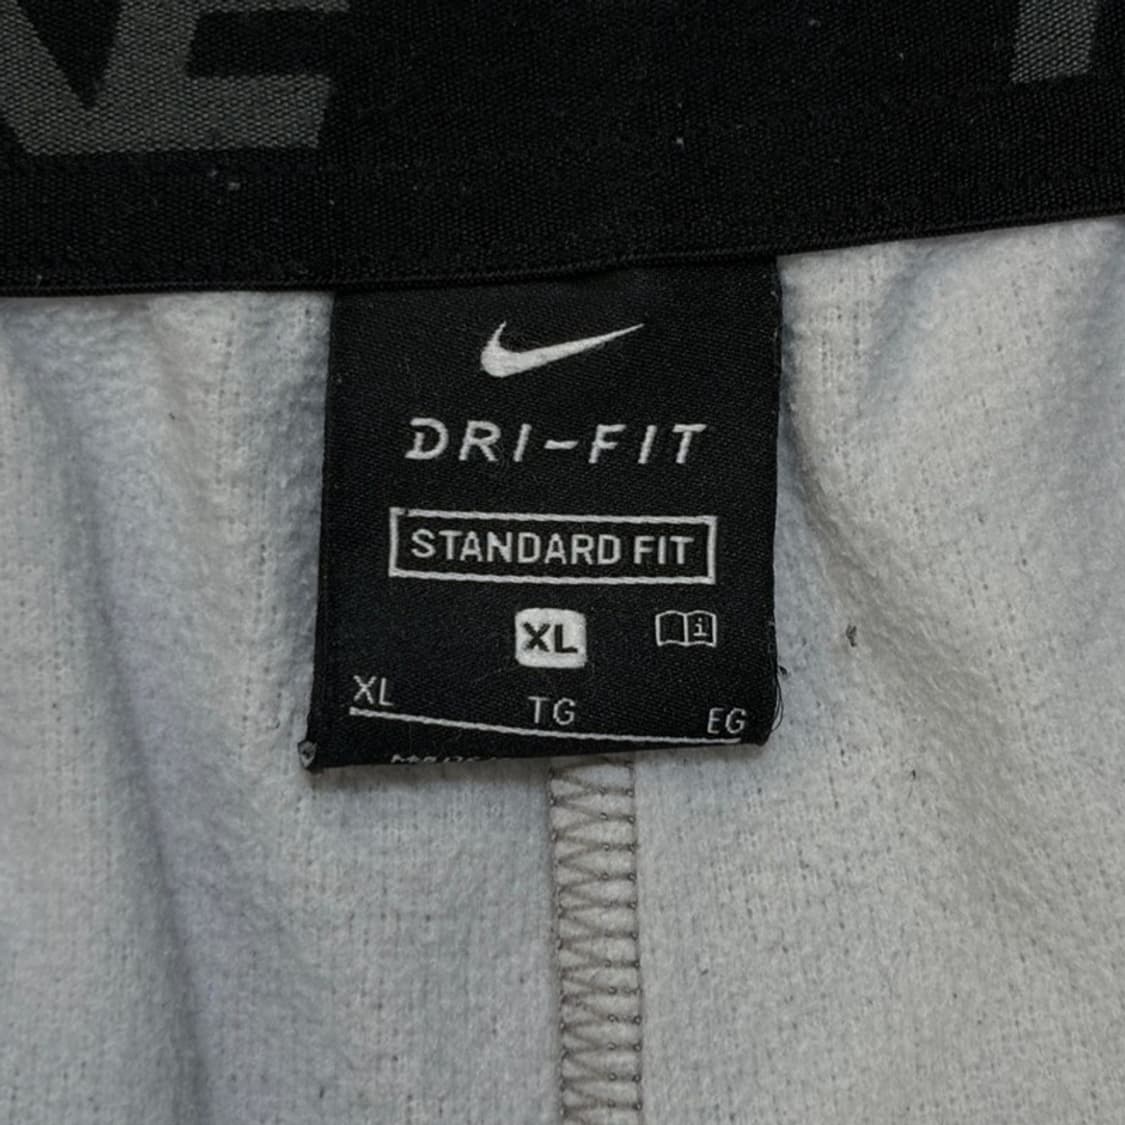 DRI-FIT
STANDARD FIT
XL
i
XL TG EG